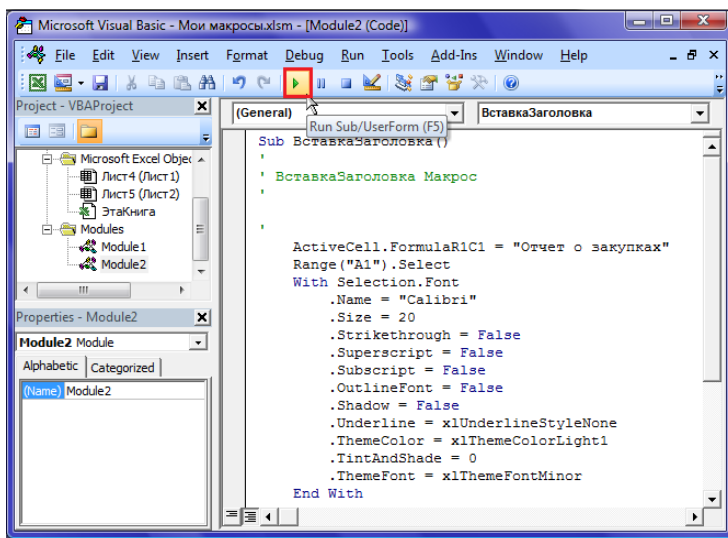 Microsoft Visual Basic - Мои макросы.xlsm - [Module2 (Code)]
File Edit View Insert Format Debug Run Tools Add-Ins Window Help
Project - VBAProject
Microsoft Excel Objec
Лист4 (Лист1)
Лист5 (Лист2)
ЭтаКнига
Modules
Module1
Module2
Properties - Module2
Module2 Module
Alphabetic Categorized
(Name) Module2
(General) ВставкаЗаголовка
Run Sub/UserForm (F5)
Sub ВставкаЗаголовка()
'
' ВставкаЗаголовка Макрос
'
'
ActiveCell.FormulaR1C1 = "Отчет о закупках"
Range("A1").Select
With Selection.Font
.Name = "Calibri"
.Size = 20
.Strikethrough = False
.Superscript = False
.Subscript = False
.OutlineFont = False
.Shadow = False
.Underline = xlUnderlineStyleNone
.ThemeColor = xlThemeColorLight1
.TintAndShade = 0
.ThemeFont = xlThemeFontMinor
End With